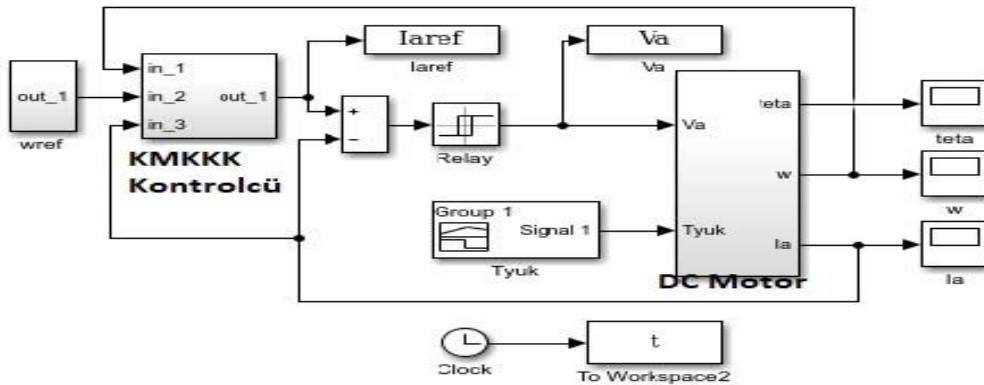 Iaref
Iaref
Va
Va
out_1
wref
in_1
in_2
in_3
out_1
KMKKK
Kontrolcü
+
−
Relay
Va
Tyuk
teta
w
Ia
DC Motor
teta
w
Ia
Group 1
Signal 1
Tyuk
Clock
t
To Workspace2